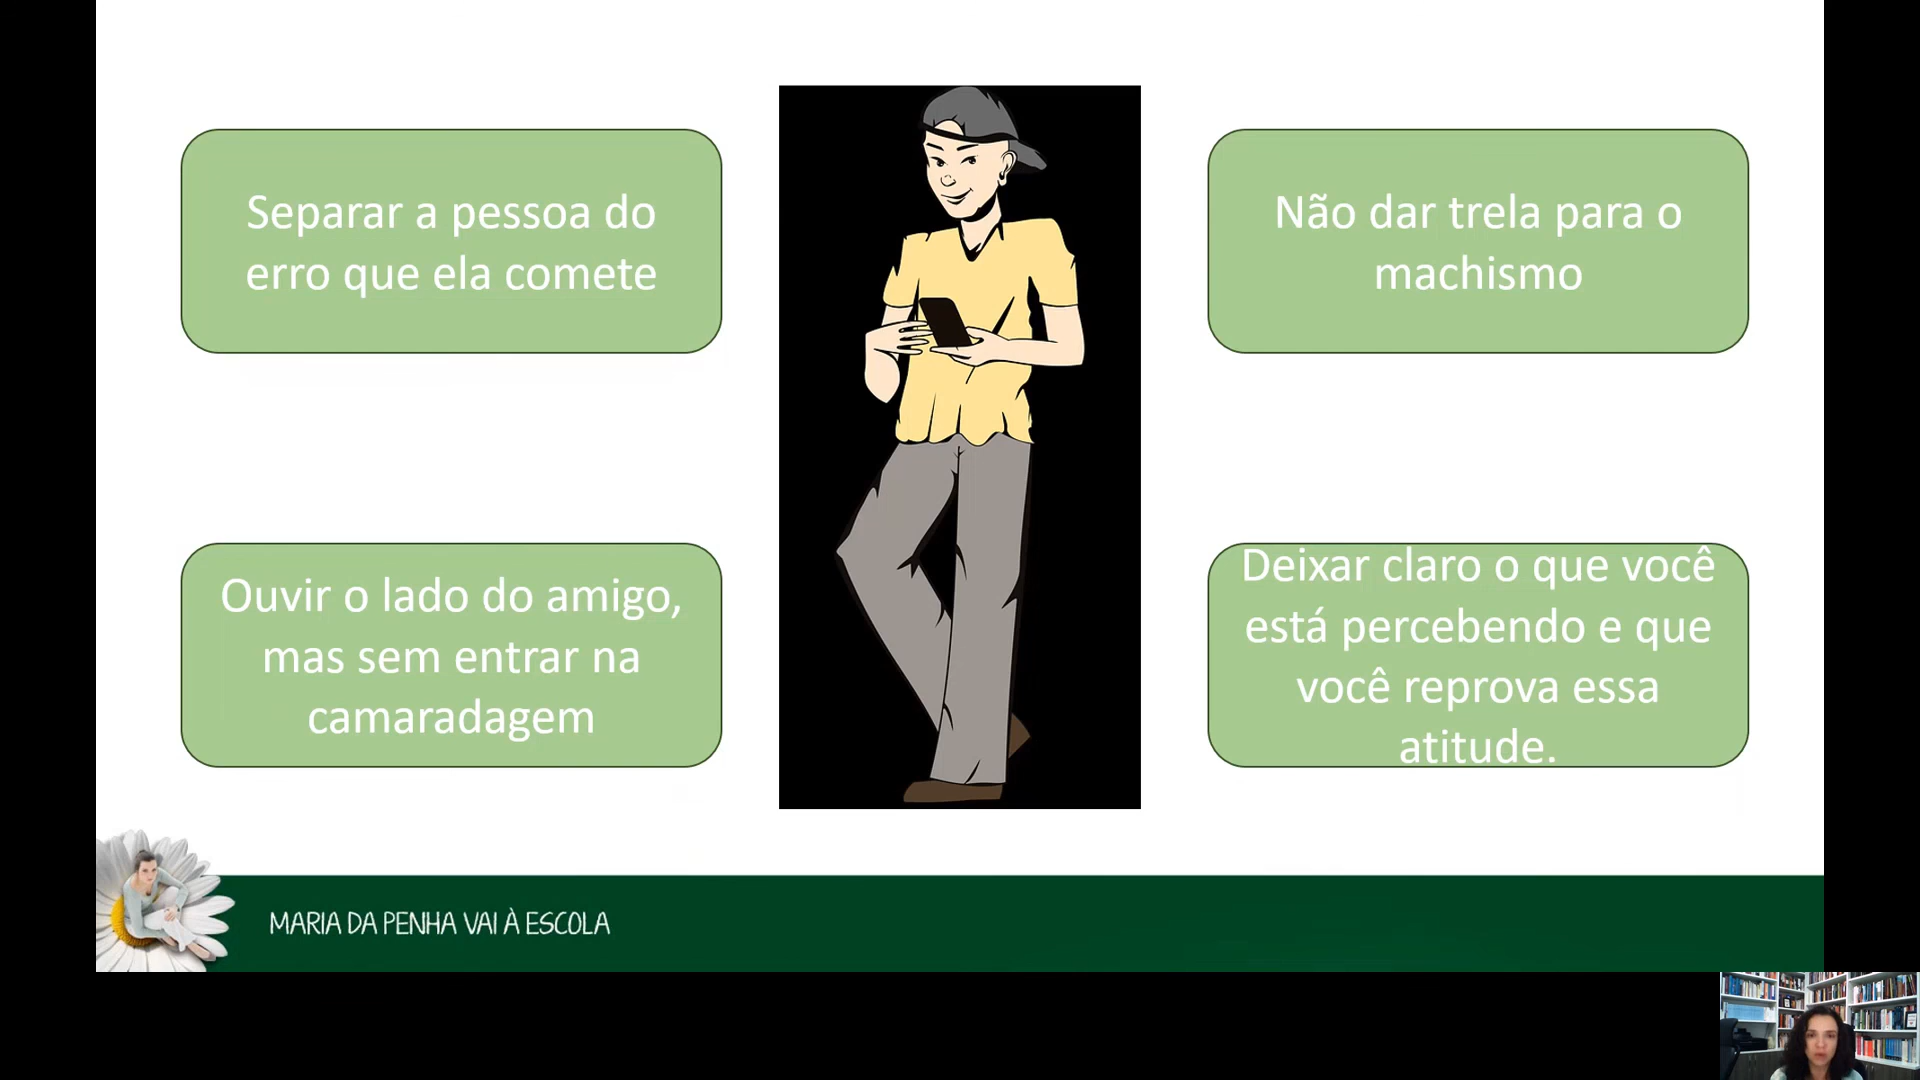 Separar a pessoa do
erro que ela comete
Não dar trela para o
machismo
Ouvir o lado do amigo,
mas sem entrar na
camaradagem
Deixar claro o que você
está percebendo e que
você reprova essa
atitude.
MARIA DA PENHA VAI À ESCOLA